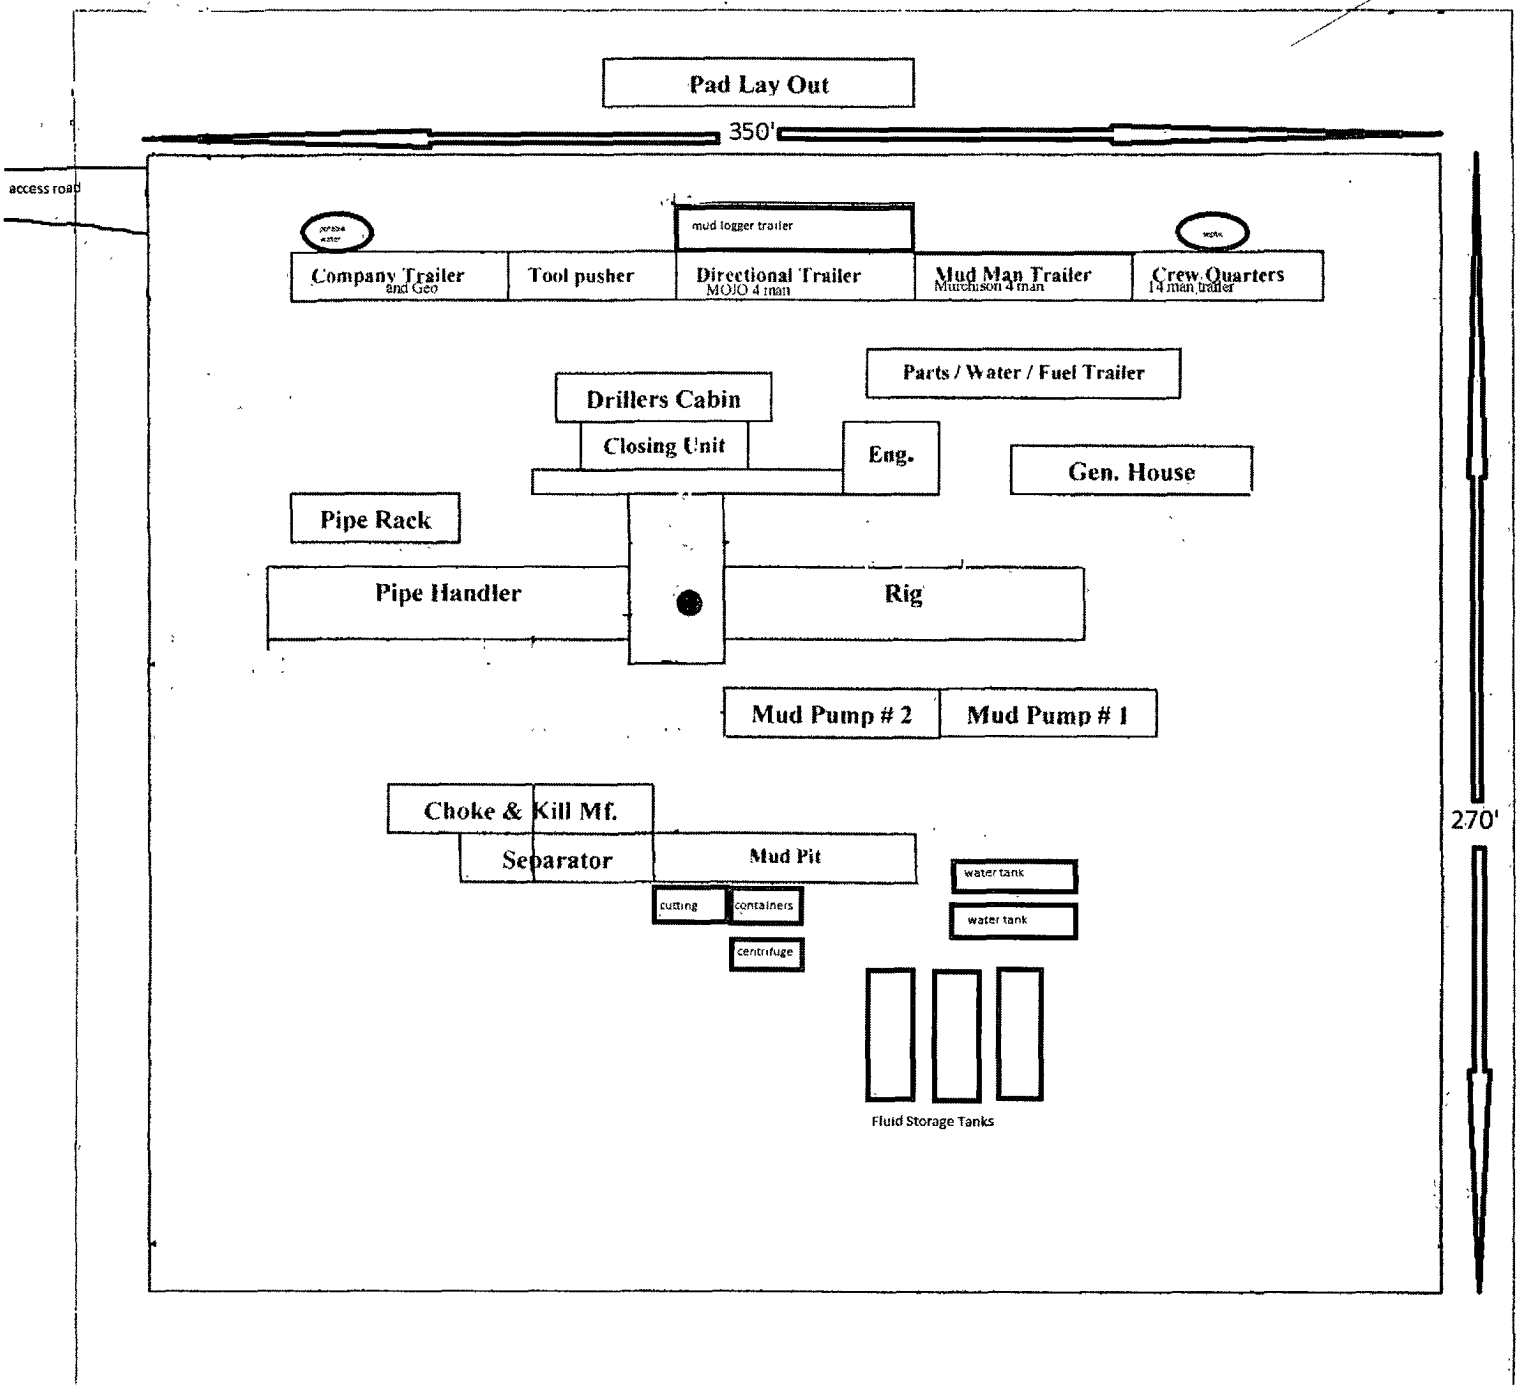 Pad Lay Out
350'
access road
potable
water
mud logger trailer
septic
Company Trailer
and Geo
Tool pusher
Directional Trailer
MOJO 4 man
Mud Man Trailer
Murchison 4 man
Crew Quarters
14 man trailer
Parts / Water / Fuel Trailer
Drillers Cabin
Closing Unit
Eng.
Gen. House
Pipe Rack
Pipe Handler
Rig
Mud Pump # 2
Mud Pump # 1
Choke & Kill Mf.
270'
Separator
Mud Pit
water tank
cutting
containers
water tank
centrifuge
Fluid Storage Tanks